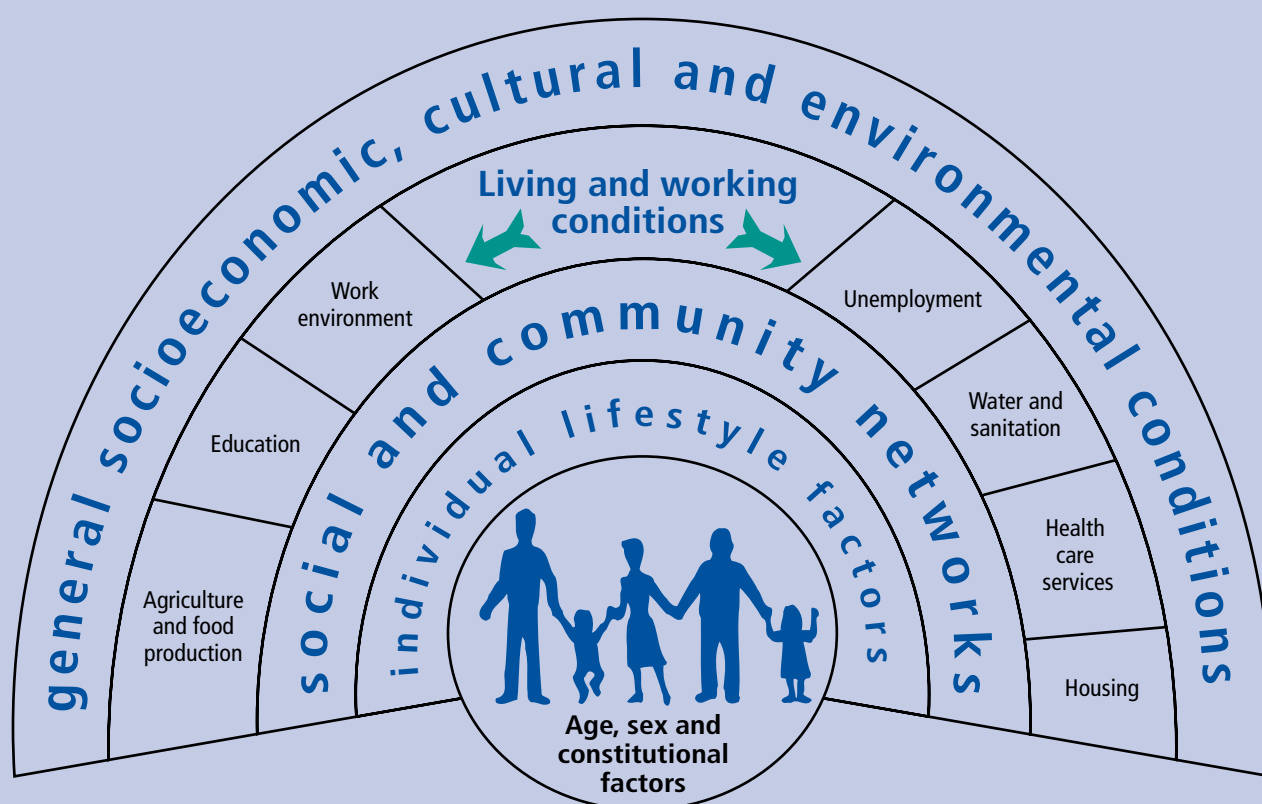 general socioeconomic, cultural and environmental conditions
Living and working
conditions
Work
environment
Unemployment
Education
Water and
sanitation
Agriculture
and food
production
Health
care
services
Housing
social and community networks
individual lifestyle factors
Age, sex and
constitutional
factors